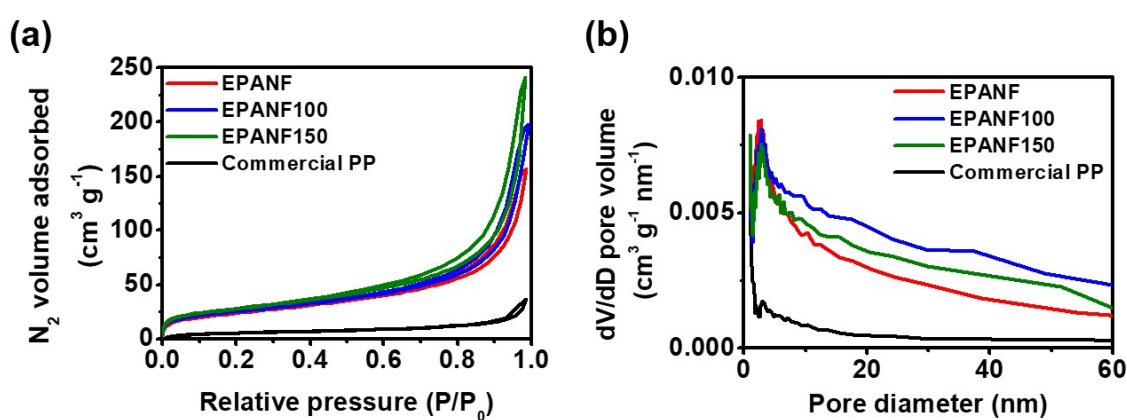 (a)
N₂ volume adsorbed
(cm³ g⁻¹)
250
200
150
100
50
0
EPANF
EPANF100
EPANF150
Commercial PP
0.0 0.2 0.4 0.6 0.8 1.0
Relative pressure (P/P₀)
(b)
dV/dD pore volume
(cm³ g⁻¹ nm⁻¹)
0.010
0.005
0.000
EPANF
EPANF100
EPANF150
Commercial PP
0 20 40 60
Pore diameter (nm)